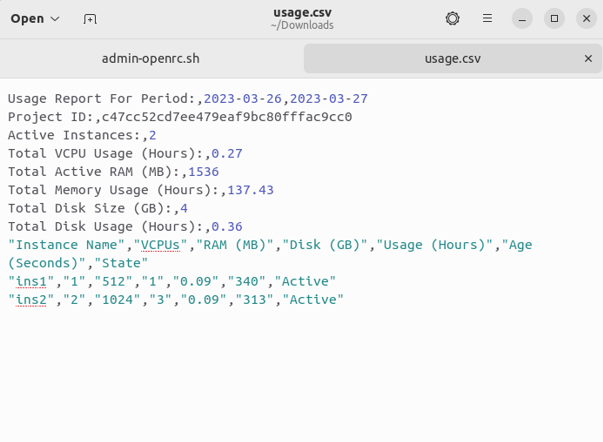 Open
usage.csv
~/Downloads
admin-openrc.sh
usage.csv
Usage Report For Period:,2023-03-26,2023-03-27
Project ID:,c47cc52cd7ee479eaf9bc80fffac9cc0
Active Instances:,2
Total VCPU Usage (Hours):,0.27
Total Active RAM (MB):,1536
Total Memory Usage (Hours):,137.43
Total Disk Size (GB):,4
Total Disk Usage (Hours):,0.36
"Instance Name","VCPUs","RAM (MB)","Disk (GB)","Usage (Hours)","Age
(Seconds)","State"
"ins1","1","512","1","0.09","340","Active"
"ins2","2","1024","3","0.09","313","Active"